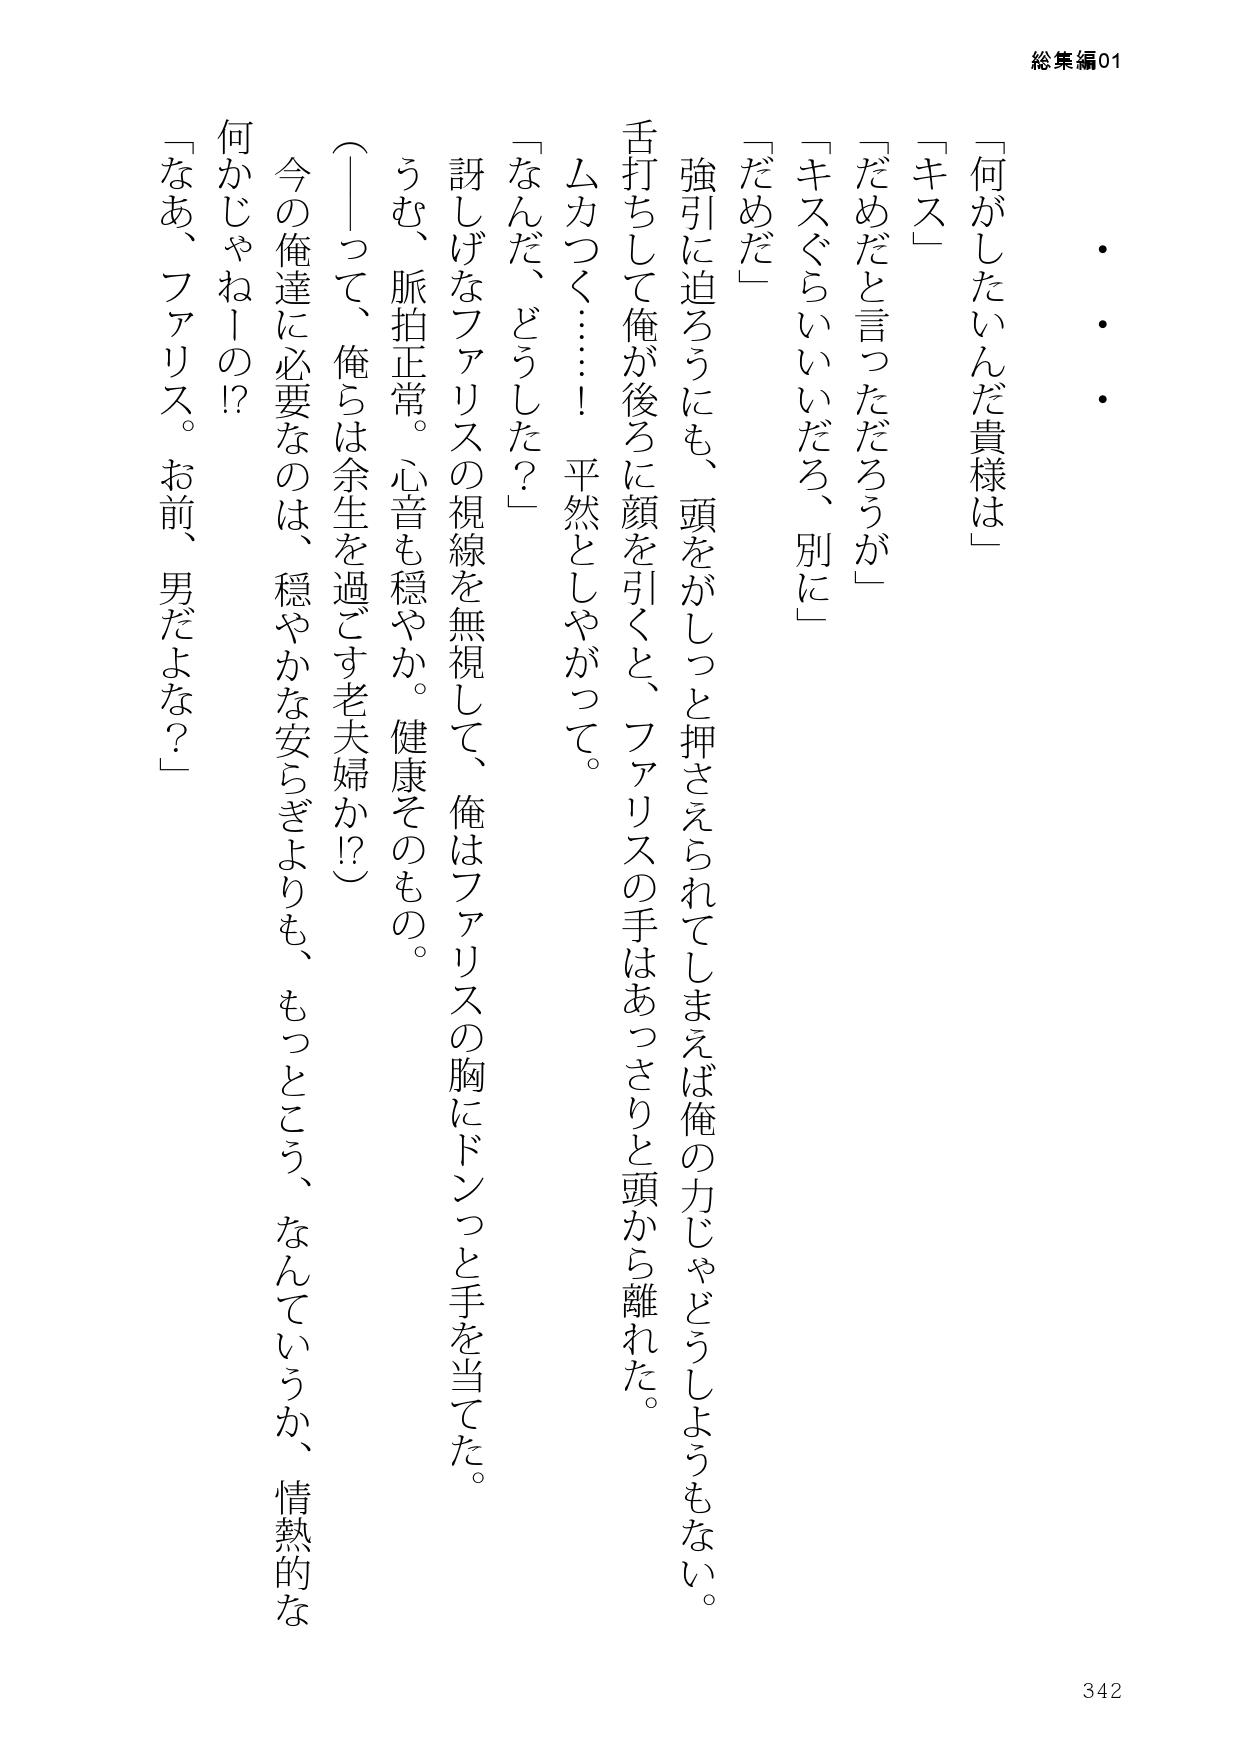 総集編01
・・・
「何がしたいんだ貴様は」
「キス」
「だめだと言っただろうが」
「キスぐらいいいだろ、別に」
「だめだ」
強引に迫ろうにも、頭をがしっと押さえられてしまえば俺の力じゃどうしようもない。
舌打ちして俺が後ろに顔を引くと、ファリスの手はあっさりと頭から離れた。
ムカつく……！　平然としやがって。
「なんだ、どうした？」
訝しげなファリスの視線を無視して、俺はファリスの胸にドンっと手を当てた。
うむ、脈拍正常。心音も穏やか。健康そのもの。
（――って、俺らは余生を過ごす老夫婦か!?）
今の俺達に必要なのは、穏やかな安らぎよりも、もっとこう、なんていうか、情熱的な
何かじゃねーの!?
「なあ、ファリス。お前、男だよな？」
342